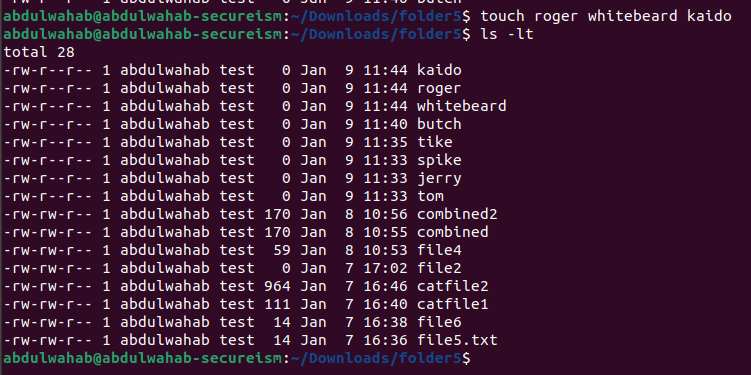 abdulwahab@abdulwahab-secureism:~/Downloads/folder5$ touch roger whitebeard kaido
abdulwahab@abdulwahab-secureism:~/Downloads/folder5$ ls -lt
total 28
-rw-r--r-- 1 abdulwahab test   0 Jan  9 11:44 kaido
-rw-r--r-- 1 abdulwahab test   0 Jan  9 11:44 roger
-rw-r--r-- 1 abdulwahab test   0 Jan  9 11:44 whitebeard
-rw-r--r-- 1 abdulwahab test   0 Jan  9 11:40 butch
-rw-r--r-- 1 abdulwahab test   0 Jan  9 11:35 tike
-rw-r--r-- 1 abdulwahab test   0 Jan  9 11:33 spike
-rw-r--r-- 1 abdulwahab test   0 Jan  9 11:33 jerry
-rw-r--r-- 1 abdulwahab test   0 Jan  9 11:33 tom
-rw-rw-r-- 1 abdulwahab test 170 Jan  8 10:56 combined2
-rw-rw-r-- 1 abdulwahab test 170 Jan  8 10:55 combined
-rw-rw-r-- 1 abdulwahab test  59 Jan  8 10:53 file4
-rw-rw-r-- 1 abdulwahab test   0 Jan  7 17:02 file2
-rw-rw-r-- 1 abdulwahab test 964 Jan  7 16:46 catfile2
-rw-rw-r-- 1 abdulwahab test 111 Jan  7 16:40 catfile1
-rw-rw-r-- 1 abdulwahab test  14 Jan  7 16:38 file6
-rw-rw-r-- 1 abdulwahab test  14 Jan  7 16:36 file5.txt
abdulwahab@abdulwahab-secureism:~/Downloads/folder5$